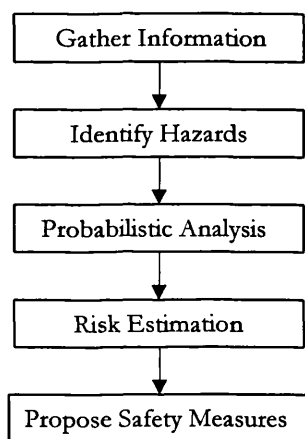 Gather Information
Identify Hazards
Probabilistic Analysis
Risk Estimation
Propose Safety Measures